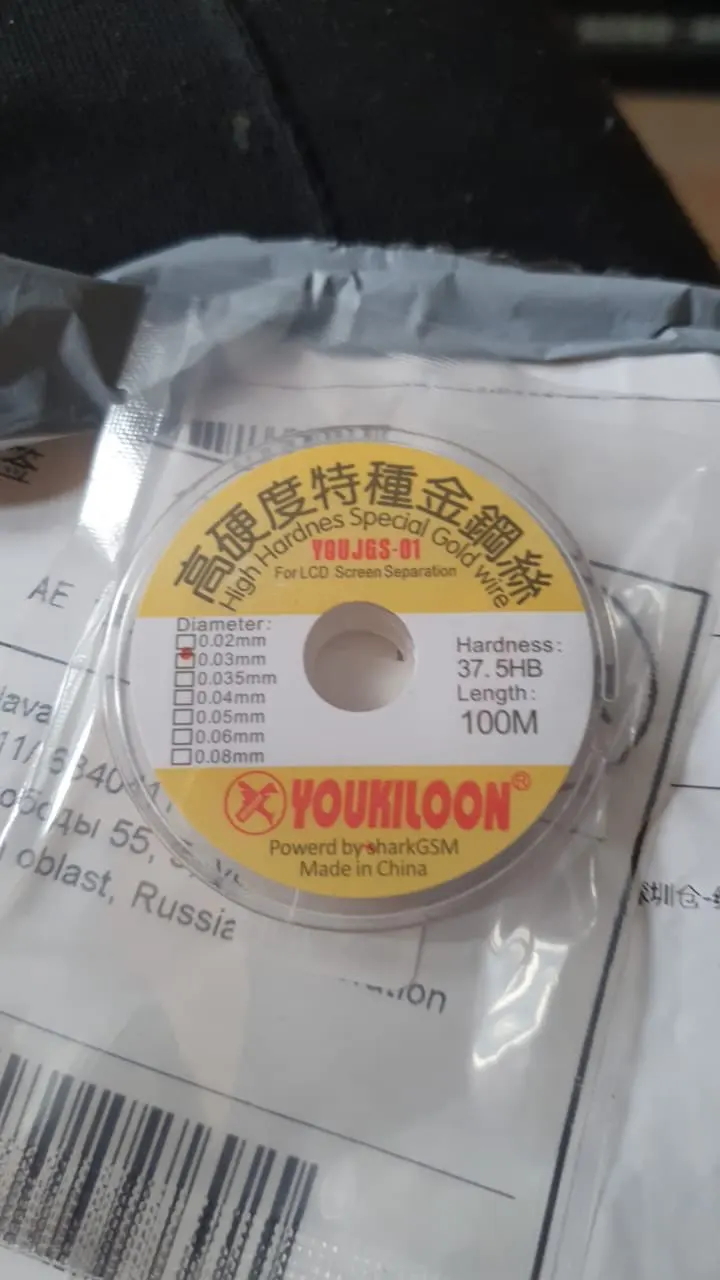 高硬度特種金鋼絲
High Hardnes Special Gold wire
YOUJGS-01
For LCD Screen Separation
Diameter:
0.02mm
0.03mm
0.035mm
0.04mm
0.05mm
0.06mm
0.08mm
Hardness:
37.5HB
Length:
100M
YOUKILOON®
Powerd by sharkGSM
Made in China
AE
55,
oblast, Russia